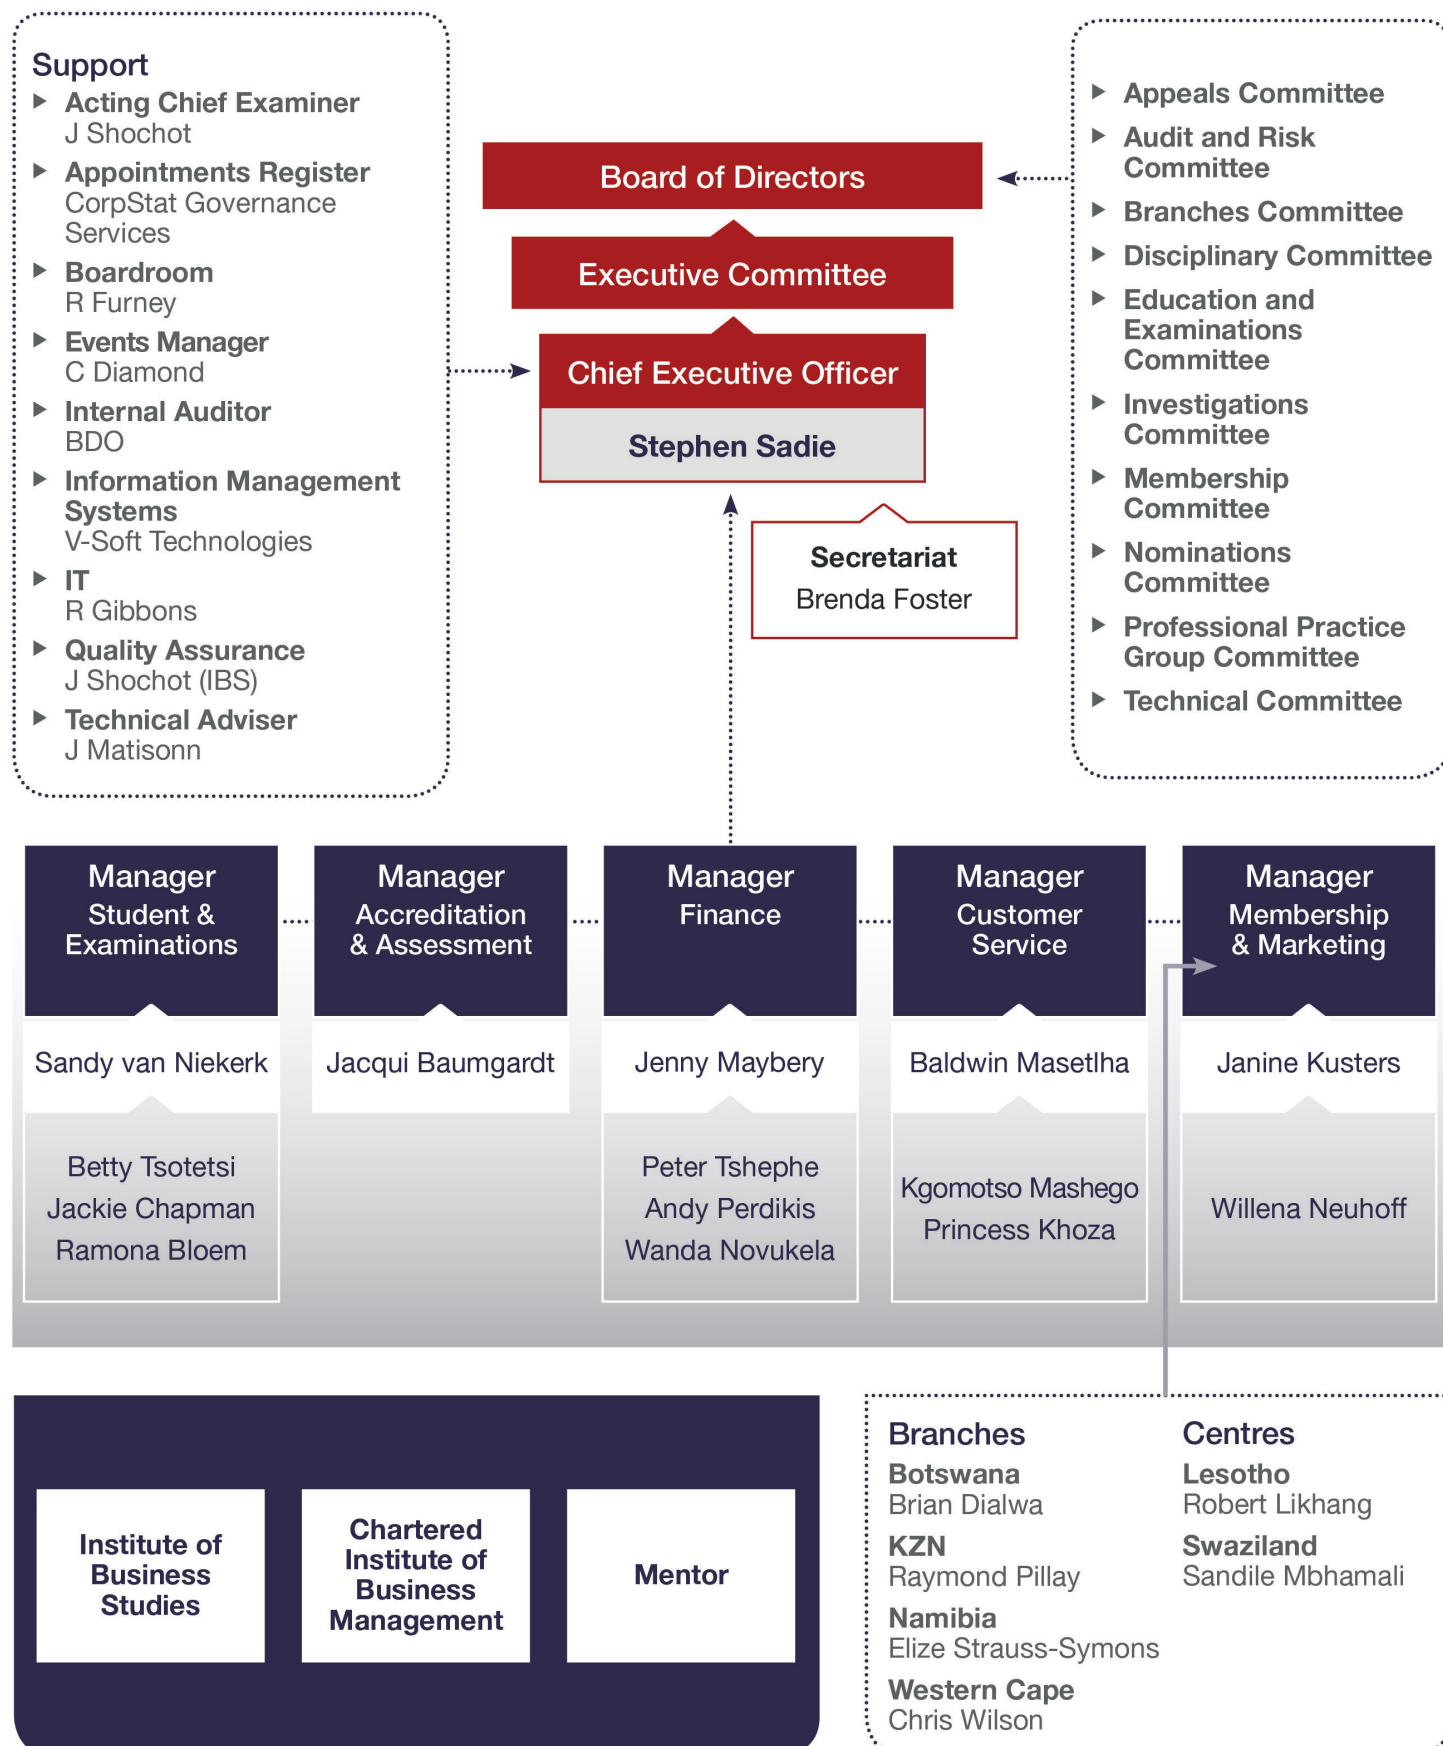 Support
Acting Chief Examiner
J Shochot
Appointments Register
CorpStat Governance
Services
Boardroom
R Furney
Events Manager
C Diamond
Internal Auditor
BDO
Information Management
Systems
V-Soft Technologies
IT
R Gibbons
Quality Assurance
J Shochot (IBS)
Technical Adviser
J Matisonn
Board of Directors
Executive Committee
Chief Executive Officer
Stephen Sadie
Secretariat
Brenda Foster
Appeals Committee
Audit and Risk
Committee
Branches Committee
Disciplinary Committee
Education and
Examinations
Committee
Investigations
Committee
Membership
Committee
Nominations
Committee
Professional Practice
Group Committee
Technical Committee
Manager
Student &
Examinations
Sandy van Niekerk
Betty Tsotetsi
Jackie Chapman
Ramona Bloem
Manager
Accreditation
& Assessment
Jacqui Baumgardt
Manager
Finance
Jenny Maybery
Peter Tshephe
Andy Perdikis
Wanda Novukela
Manager
Customer
Service
Baldwin Masetlha
Kgomotso Mashego
Princess Khoza
Manager
Membership
& Marketing
Janine Kusters
Willena Neuhoff
Institute of
Business
Studies
Chartered
Institute of
Business
Management
Mentor
Branches
Botswana
Brian Dialwa
KZN
Raymond Pillay
Namibia
Elize Strauss-Symons
Western Cape
Chris Wilson
Centres
Lesotho
Robert Likhang
Swaziland
Sandile Mbhamali